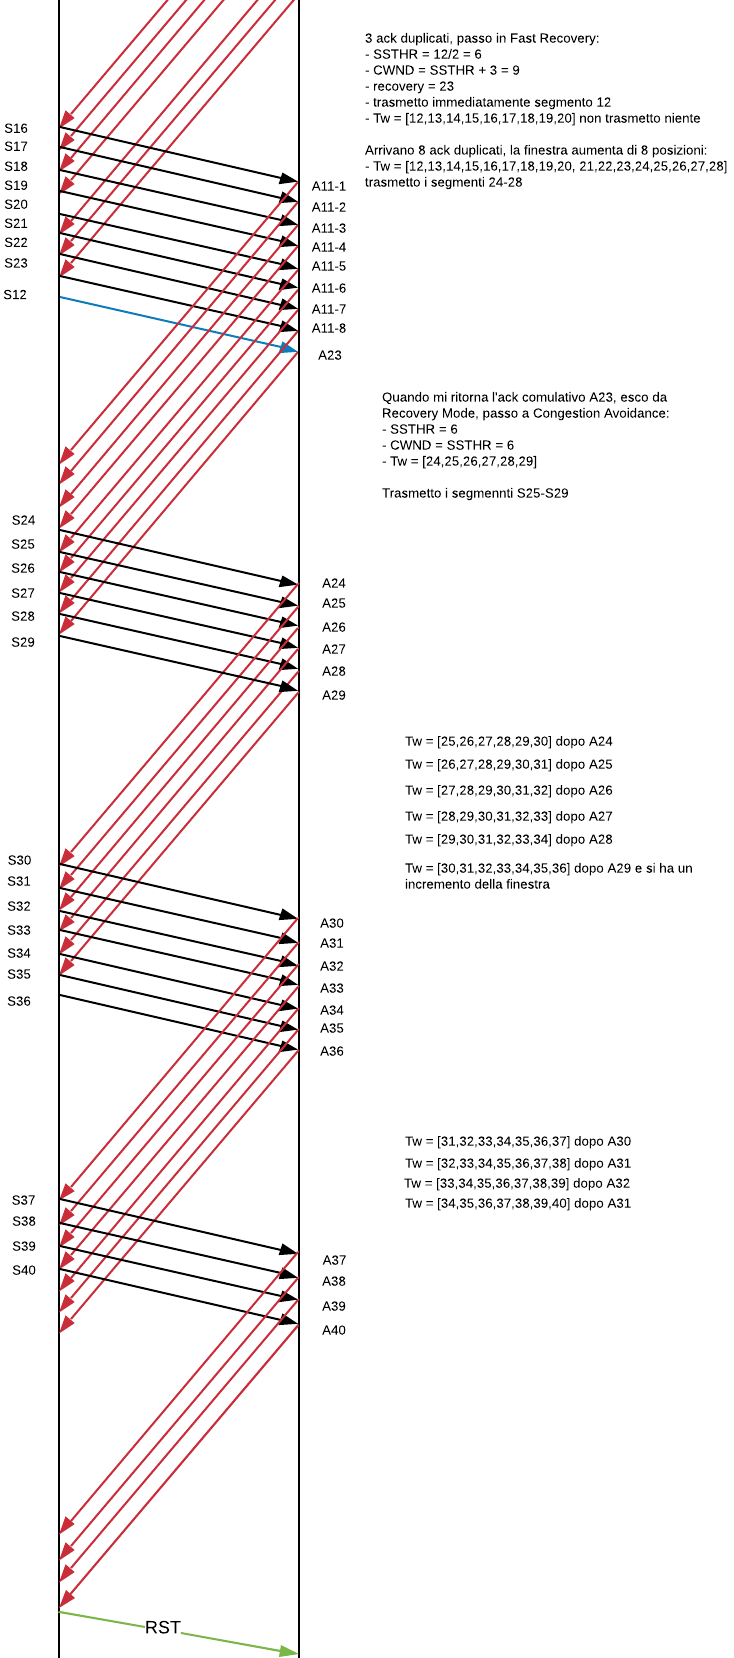 3 ack duplicati, passo in Fast Recovery:
- SSTHR = 12/2 = 6
- CWND = SSTHR + 3 = 9
- recovery = 23
- trasmetto immediatamente segmento 12
- Tw = [12,13,14,15,16,17,18,19,20] non trasmetto niente
Arrivano 8 ack duplicati, la finestra aumenta di 8 posizioni:
- Tw = [12,13,14,15,16,17,18,19,20, 21,22,23,24,25,26,27,28]
trasmetto i segmenti 24-28
S16
S17
S18
S19
S20
S21
S22
S23
S12
A11-1
A11-2
A11-3
A11-4
A11-5
A11-6
A11-7
A11-8
A23
Quando mi ritorna l'ack comulativo A23, esco da
Recovery Mode, passo a Congestion Avoidance:
- SSTHR = 6
- CWND = SSTHR = 6
- Tw = [24,25,26,27,28,29]
Trasmetto i segmennti S25-S29
S24
S25
S26
S27
S28
S29
A24
A25
A26
A27
A28
A29
Tw = [25,26,27,28,29,30] dopo A24
Tw = [26,27,28,29,30,31] dopo A25
Tw = [27,28,29,30,31,32] dopo A26
Tw = [28,29,30,31,32,33] dopo A27
Tw = [29,30,31,32,33,34] dopo A28
Tw = [30,31,32,33,34,35,36] dopo A29 e si ha un
incremento della finestra
S30
S31
S32
S33
S34
S35
S36
A30
A31
A32
A33
A34
A35
A36
Tw = [31,32,33,34,35,36,37] dopo A30
Tw = [32,33,34,35,36,37,38] dopo A31
Tw = [33,34,35,36,37,38,39] dopo A32
Tw = [34,35,36,37,38,39,40] dopo A31
S37
S38
S39
S40
A37
A38
A39
A40
RST